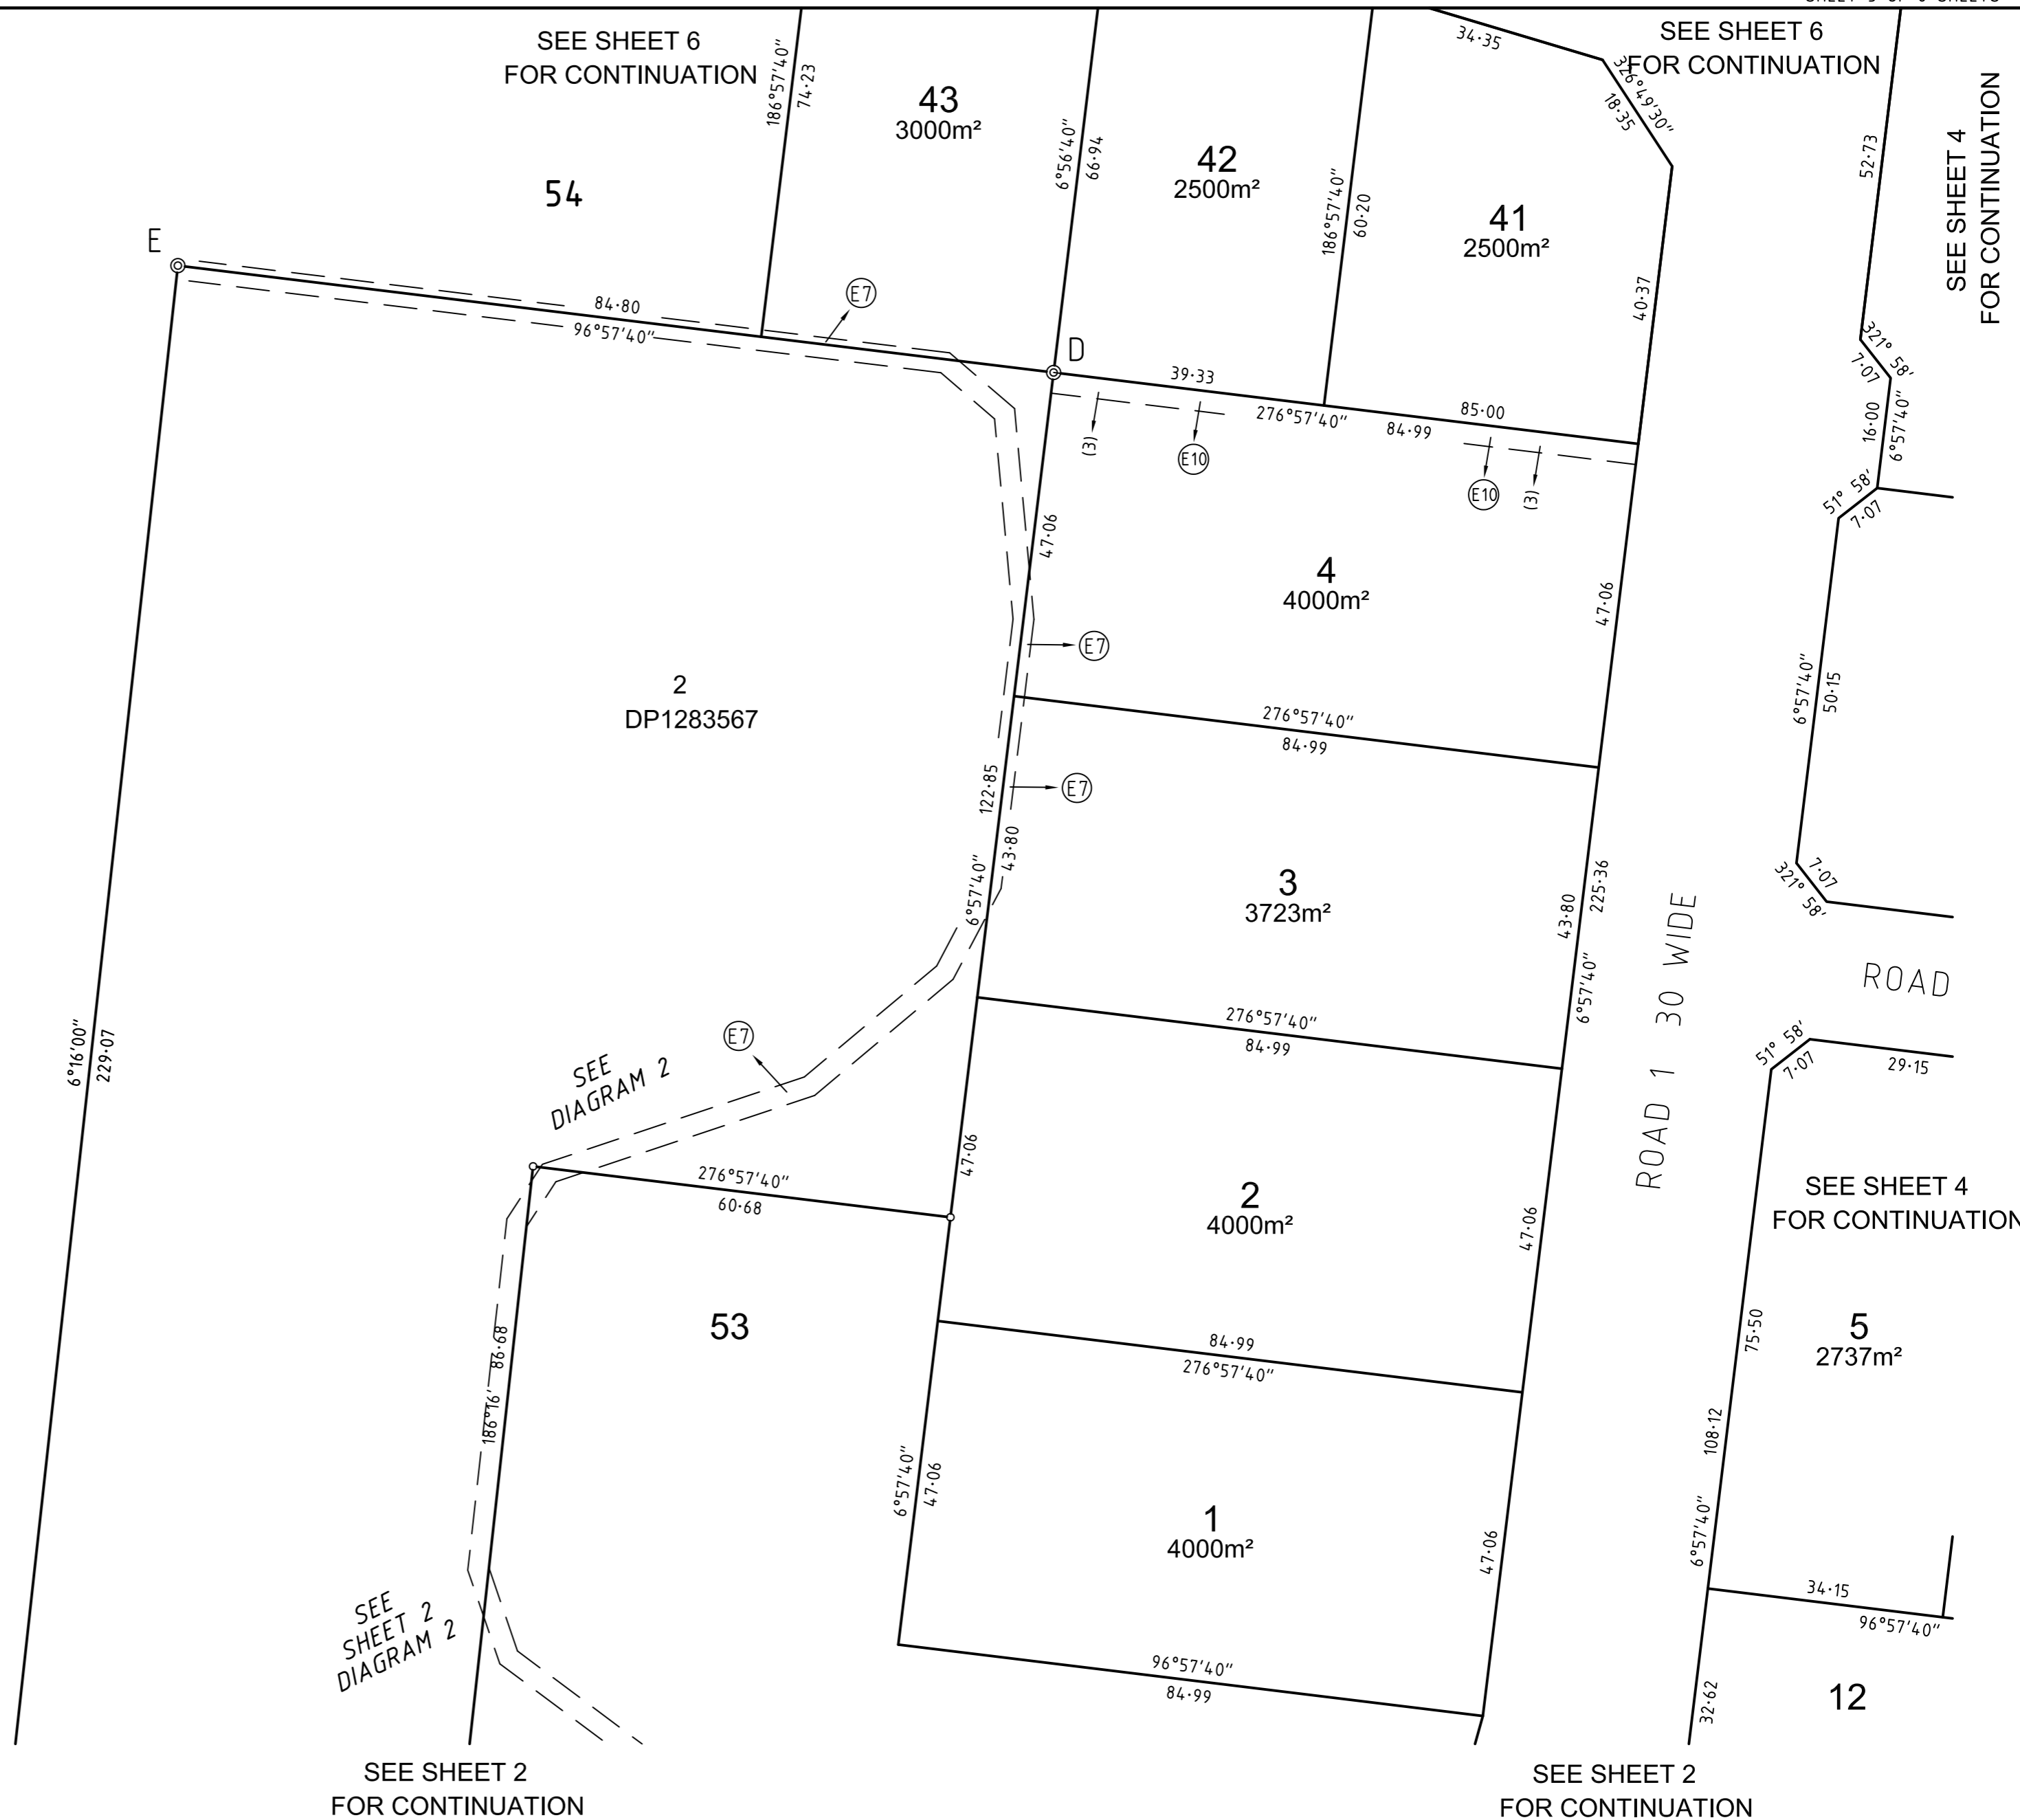 SEE SHEET 6
FOR CONTINUATION
186°57'40"
74·23
43
3000m²
6°56'40"
66·94
42
2500m²
186°57'40"
60·20
34·35
326°49'30"
18·35
SEE SHEET 6
FOR CONTINUATION
41
2500m²
40·37
52·73
SEE SHEET 4
FOR CONTINUATION
54
E
84·80
96°57'40"
E7
D
39·33
276°57'40"
85·00
84·99
(3)
E10
E10
(3)
321° 58'
7·07
16·00
6°57'40"
51° 58'
7·07
47·06
4
4000m²
47·06
E7
2
DP1283567
6°57'40"
50·15
276°57'40"
84·99
122·85
E7
43·80
6°57'40"
3
3723m²
43·80
225·36
6°57'40"
7·07
321° 58'
ROAD 1 30 WIDE
ROAD
6°16'00"
229·07
E7
SEE
DIAGRAM 2
276°57'40"
84·99
51° 58'
7·07
29·15
47·06
276°57'40"
60·68
2
4000m²
47·06
SEE SHEET 4
FOR CONTINUATION
53
86·68
186°16'
84·99
276°57'40"
75·50
5
2737m²
108·12
6°57'40"
47·06
1
4000m²
47·06
6°57'40"
34·15
96°57'40"
SEE
SHEET 2
DIAGRAM 2
96°57'40"
84·99
32·62
12
SEE SHEET 2
FOR CONTINUATION
SEE SHEET 2
FOR CONTINUATION